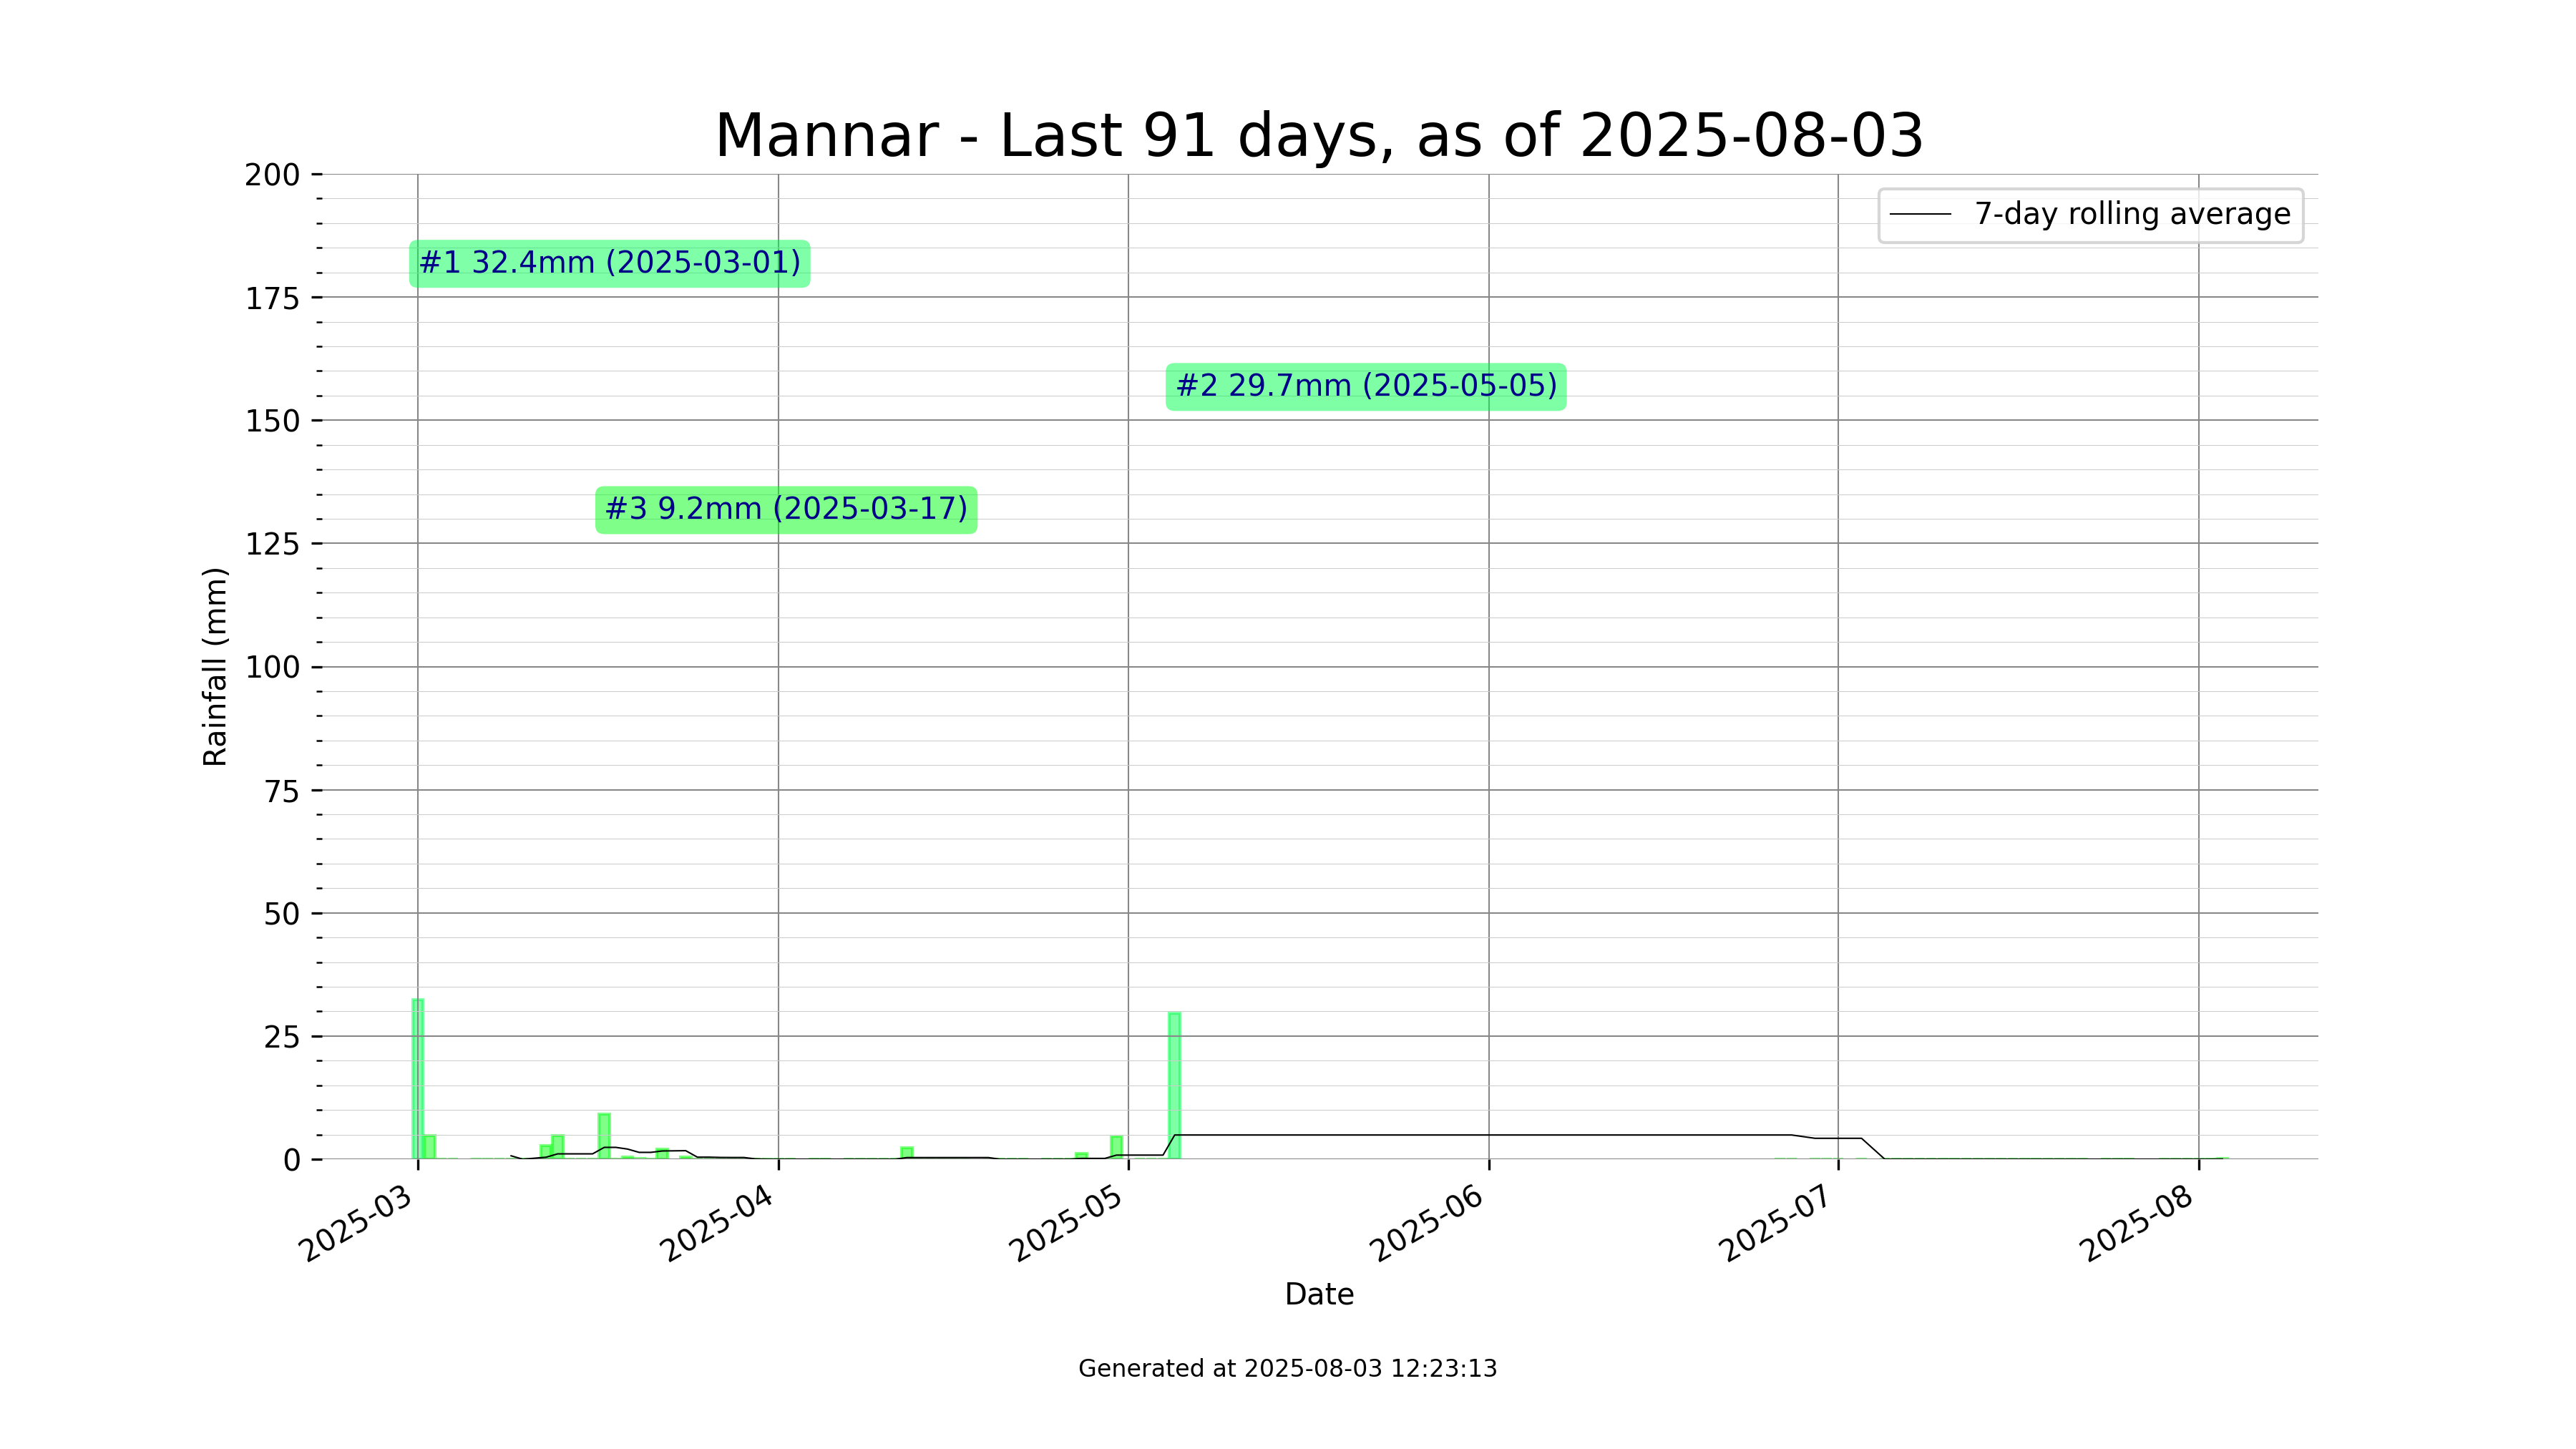 Mannar - Last 91 days, as of 2025-08-03
200
175
150
125
100
75
50
25
0
Rainfall (mm)
7-day rolling average
#1 32.4mm (2025-03-01)
#2 29.7mm (2025-05-05)
#3 9.2mm (2025-03-17)
2025-03
2025-04
2025-05
2025-06
2025-07
2025-08
Date
Generated at 2025-08-03 12:23:13